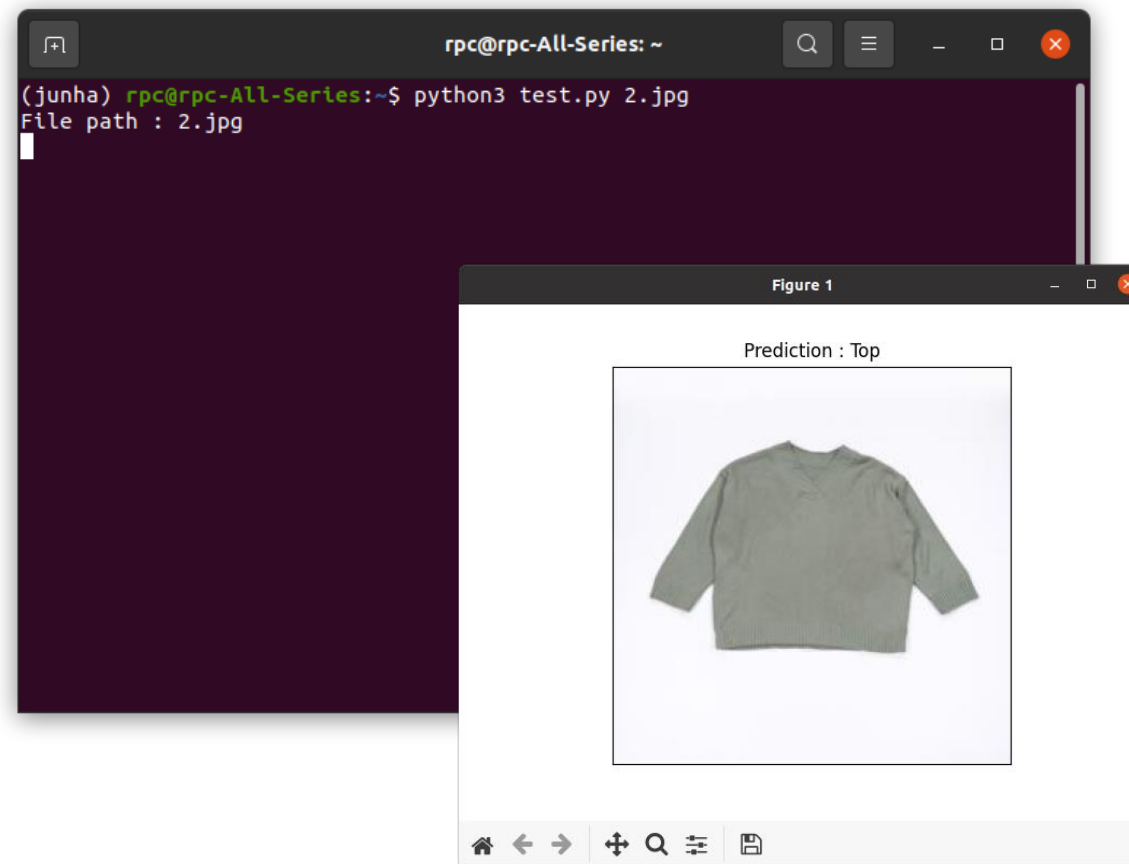 rpc@rpc-All-Series: ~
(junha) rpc@rpc-All-Series:~$ python3 test.py 2.jpg
File path : 2.jpg
Figure 1
Prediction : Top